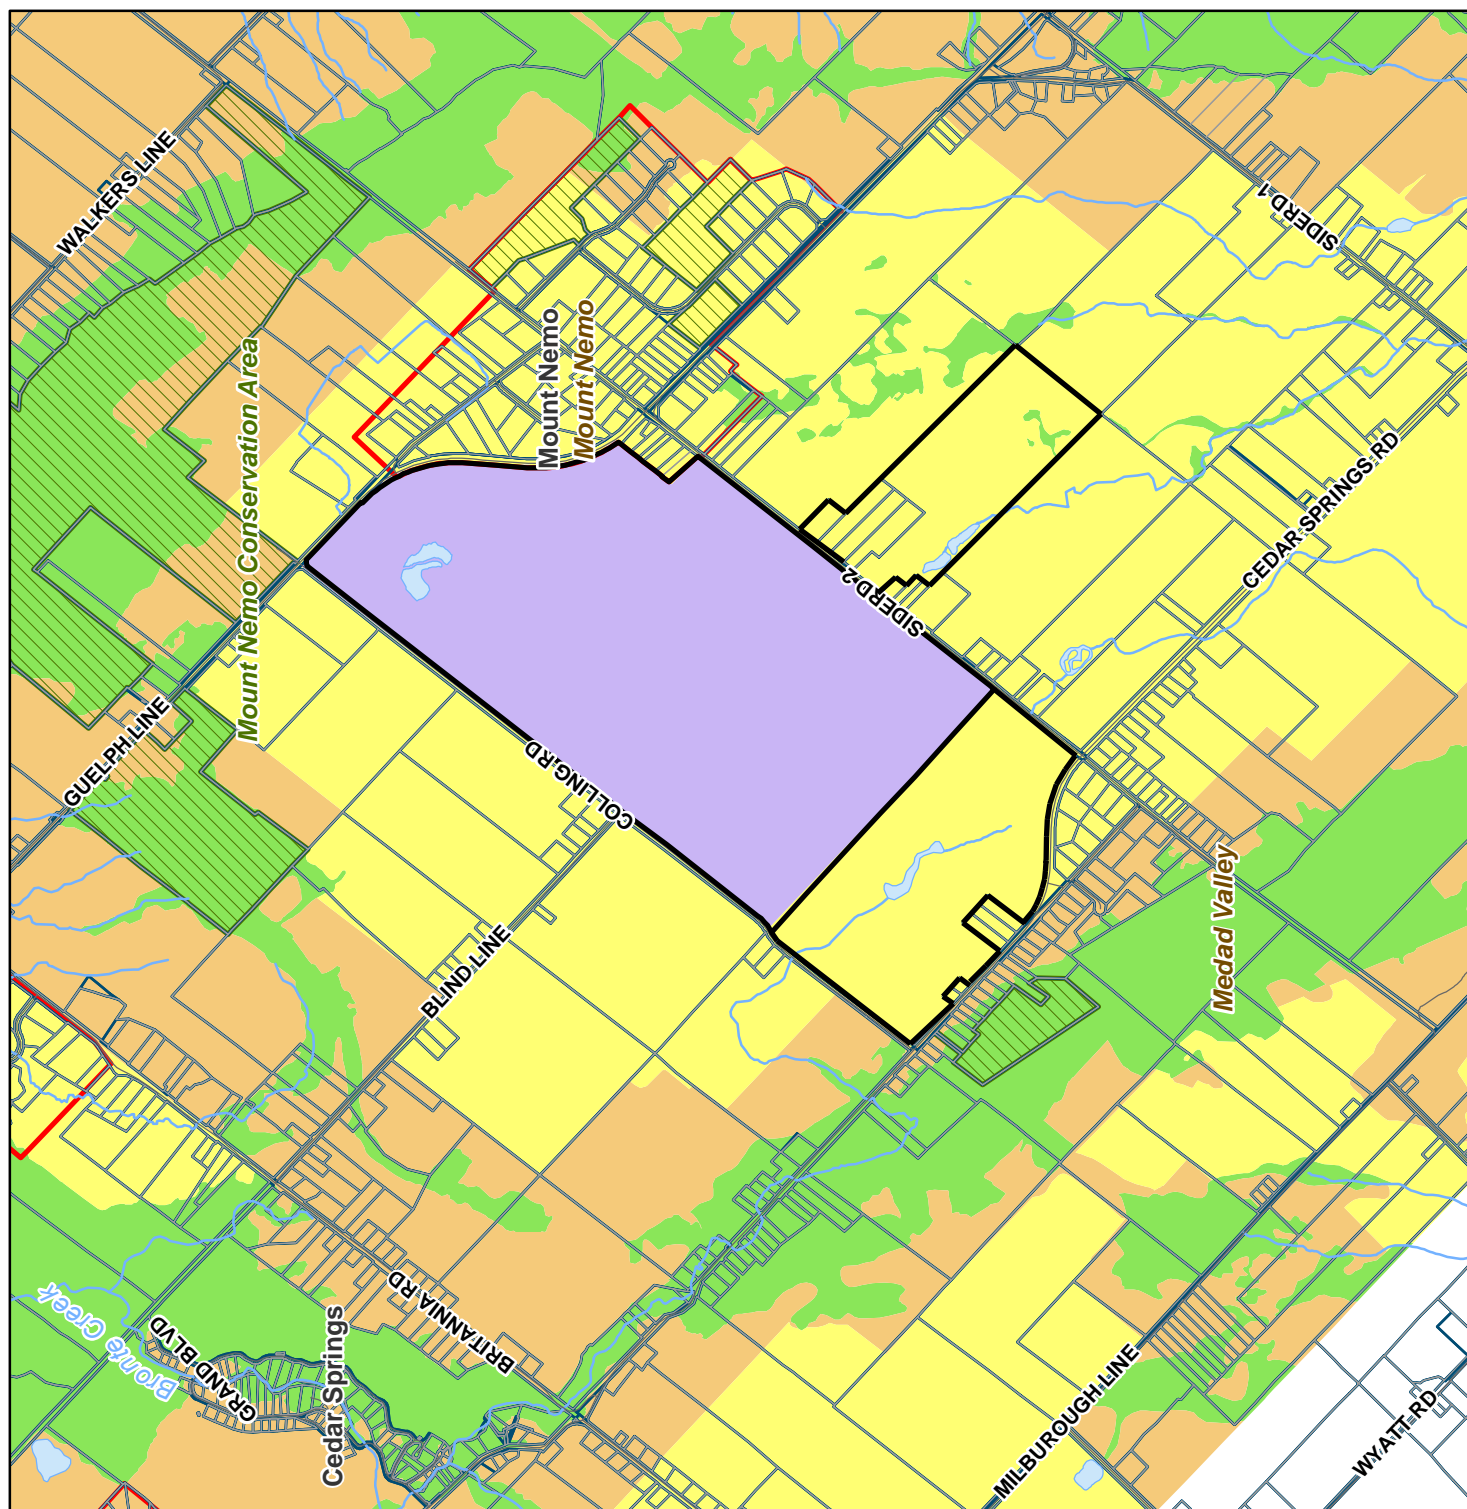 WALKERS LINE
SIDERD 1
Mount Nemo Conservation Area
Mount Nemo
Mount Nemo
CEDAR SPRINGS RD
SIDERD 2
GUELPH LINE
COLLING RD
Medad Valley
BLIND LINE
Bronte Creek
GRAND BLVD
BRITANNIA RD
Cedar Springs
MILBOROUGH LINE
WYATT RD